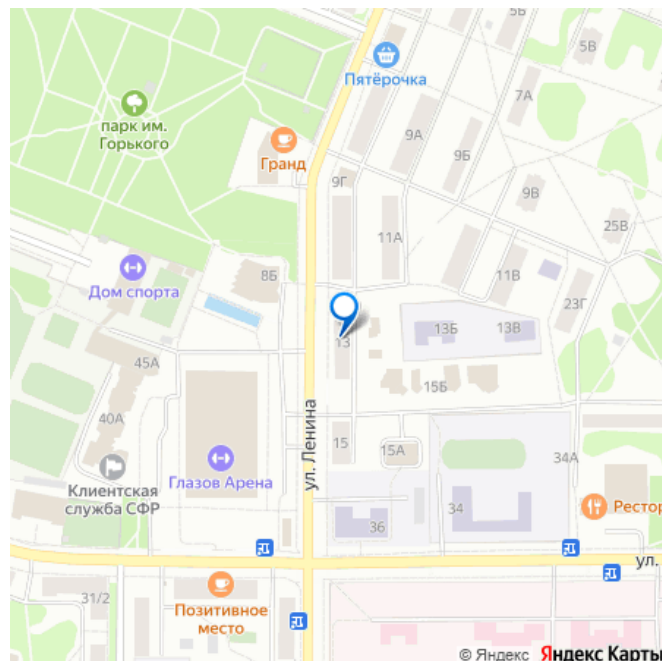 5Б
5В
Пятёрочка
7А
парк им.
Горького
9А
9Б
Гранд
9Г
9В
11А
25В
Дом спорта
8Б
11В
23Г
13
13Б
13В
45А
15Б
40А
ул. Ленина
15
15А
34А
Клиентская
служба СФР
Глазов Арена
36
34
Рестор
ул.
31/2
Позитивное
место
© Яндекс Яндекс Карты